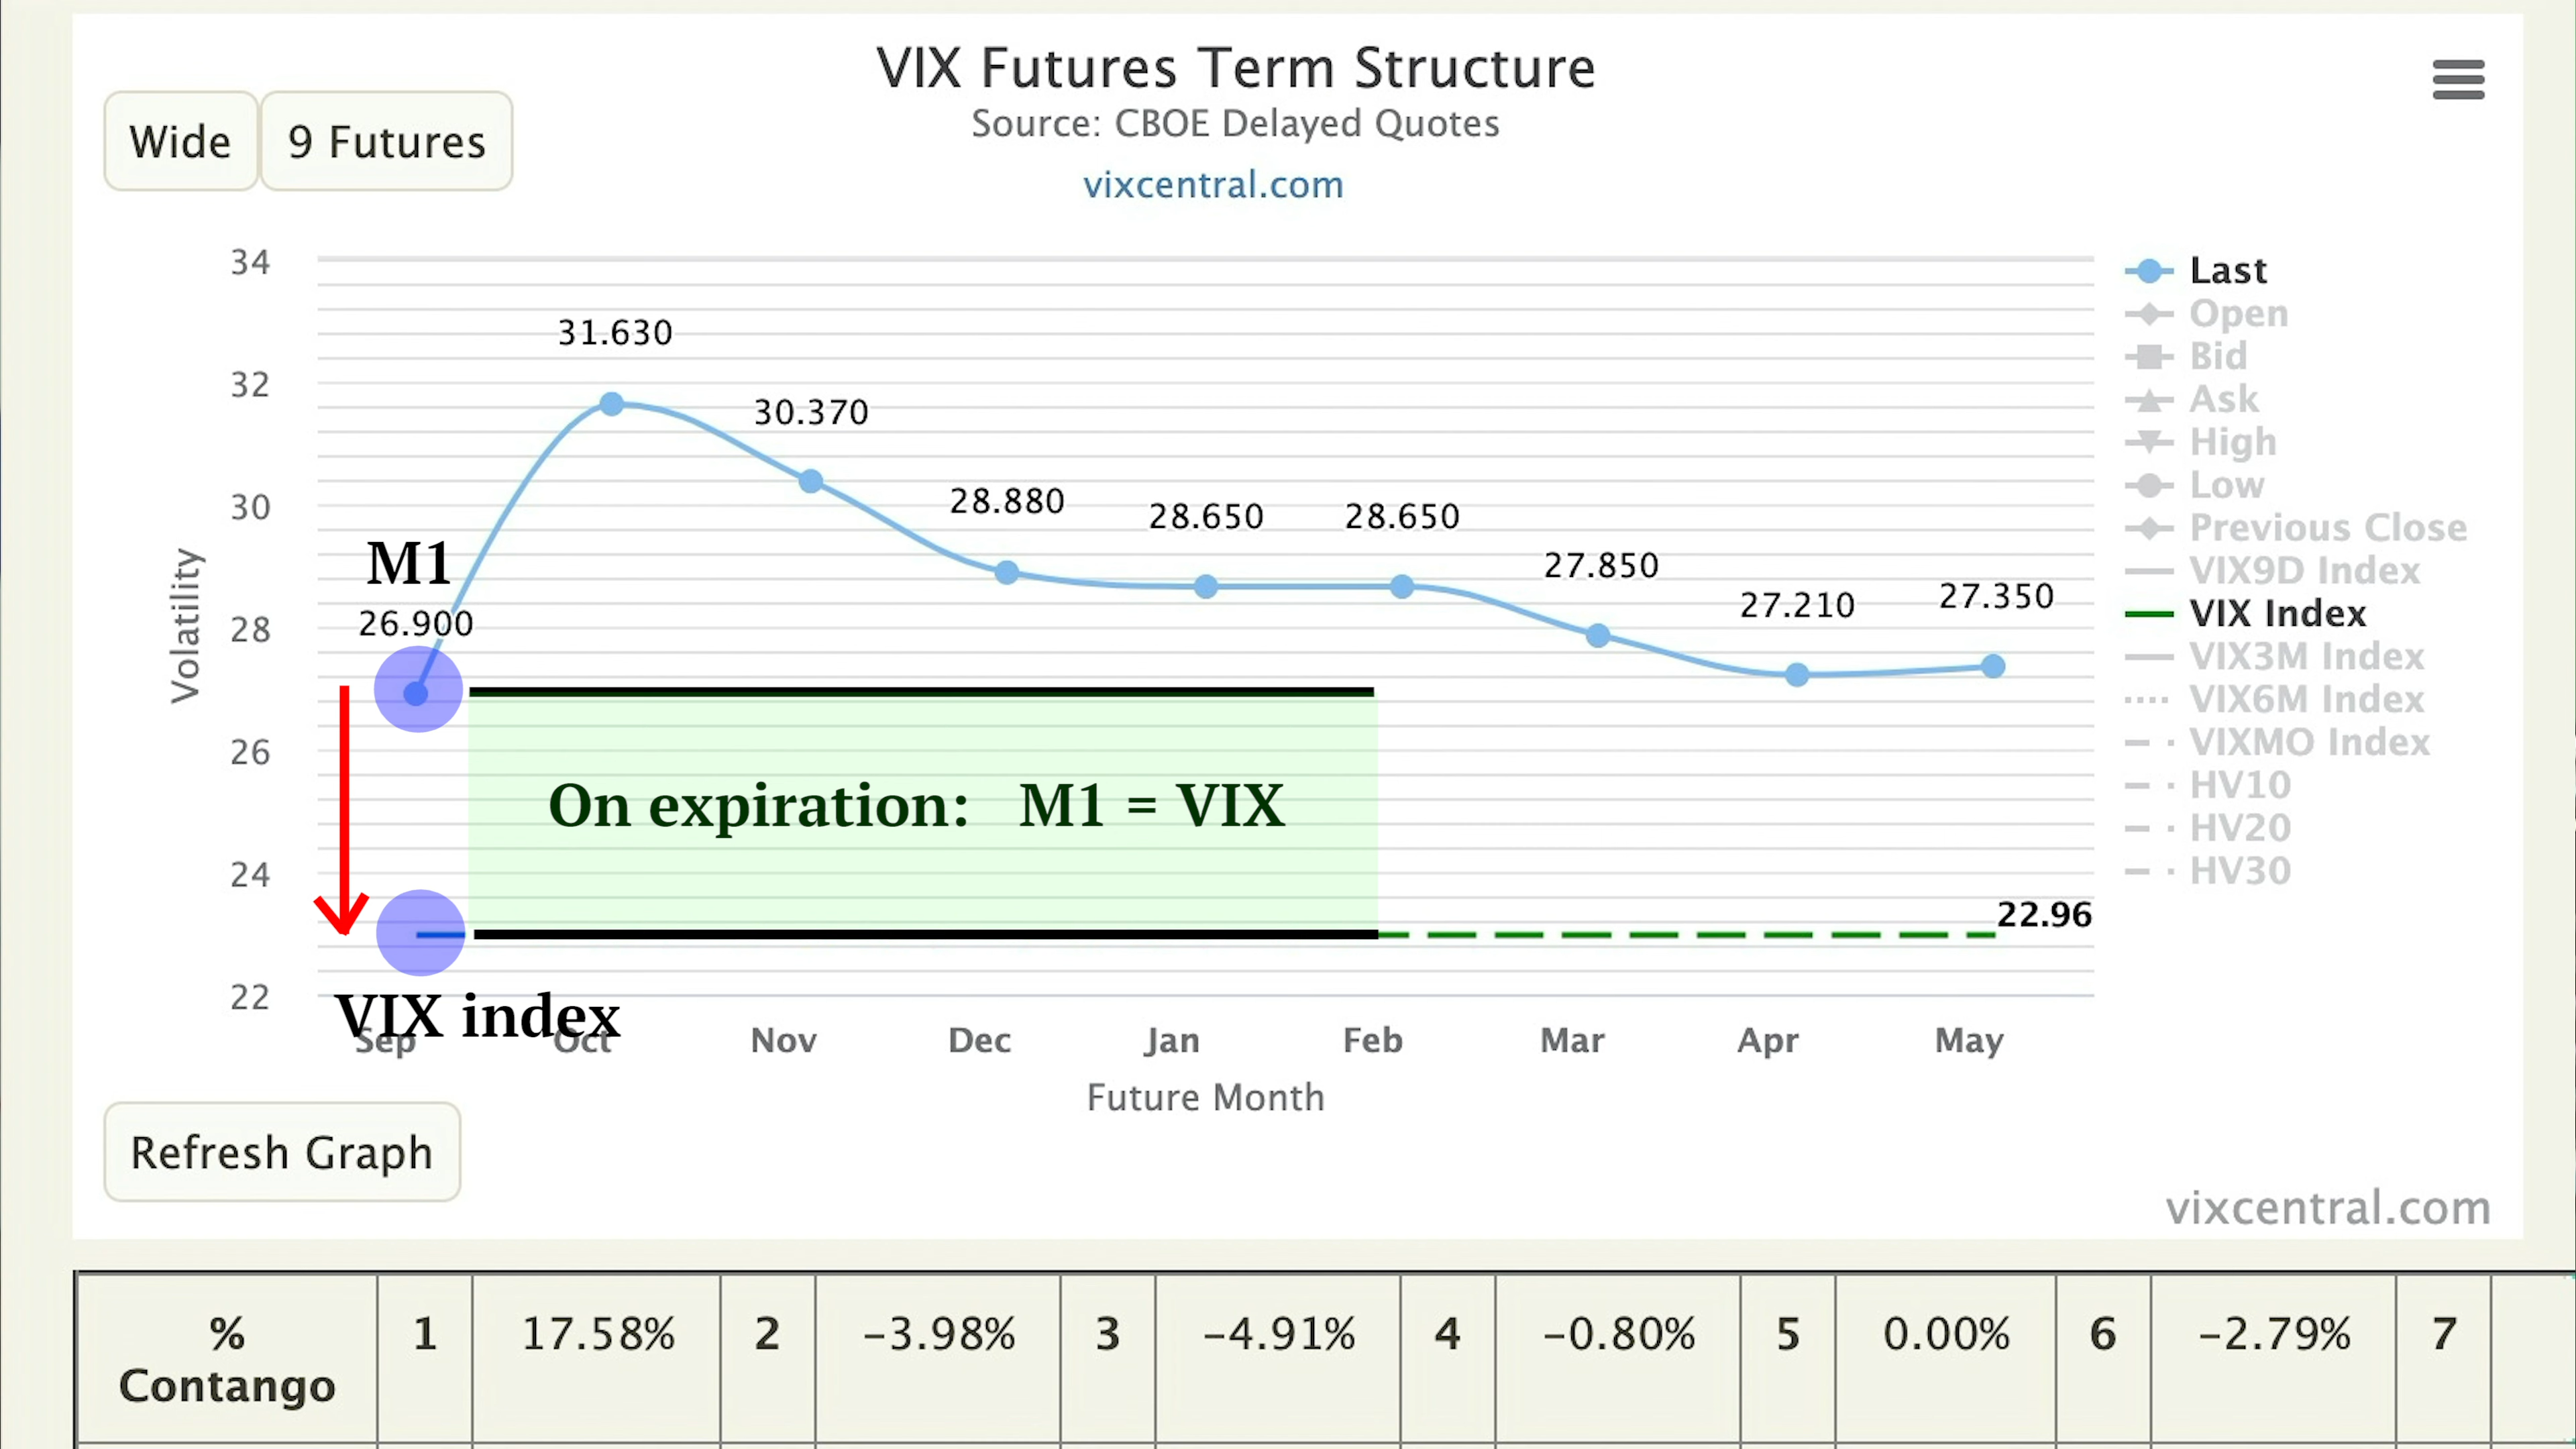 VIX Futures Term Structure
Source: CBOE Delayed Quotes
vixcentral.com
Wide
9 Futures
34
32
30
28
26
24
22
Volatility
M1
26.900
31.630
30.370
28.880
28.650
28.650
27.850
27.210
27.350
On expiration: M1 = VIX
22.96
VIX index
Sep
Oct
Nov
Dec
Jan
Feb
Mar
Apr
May
Future Month
Last
Open
Bid
Ask
High
Low
Previous Close
VIX9D Index
VIX Index
VIX3M Index
VIX6M Index
VIXMO Index
HV10
HV20
HV30
Refresh Graph
vixcentral.com
% Contango 1 17.58% 2 −3.98% 3 −4.91% 4 −0.80% 5 0.00% 6 −2.79% 7